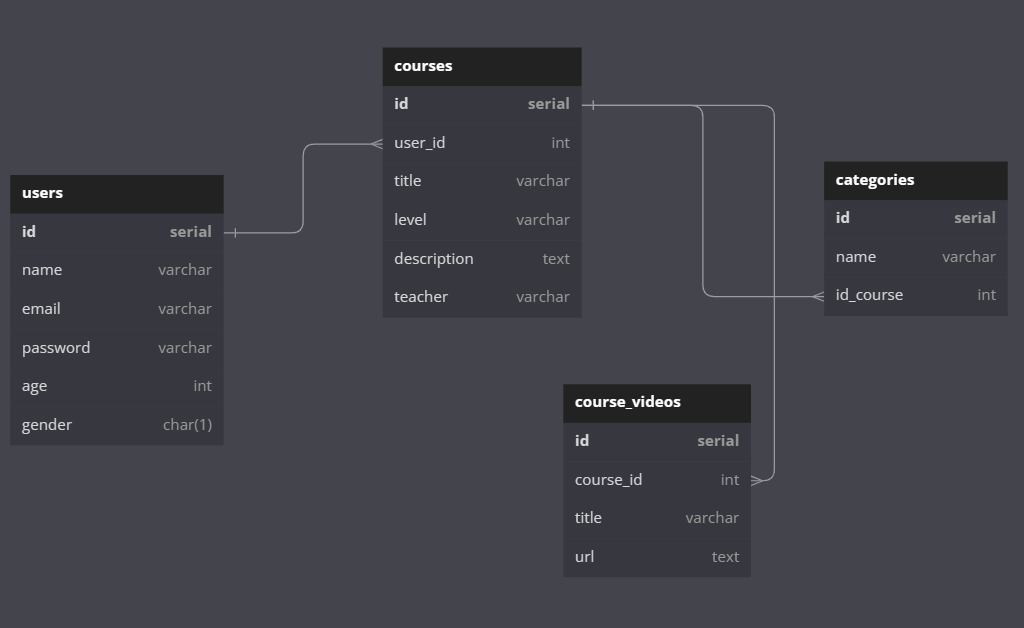 users
id serial
name varchar
email varchar
password varchar
age int
gender char(1)
courses
id serial
user_id int
title varchar
level varchar
description text
teacher varchar
course_videos
id serial
course_id int
title varchar
url text
categories
id serial
name varchar
id_course int